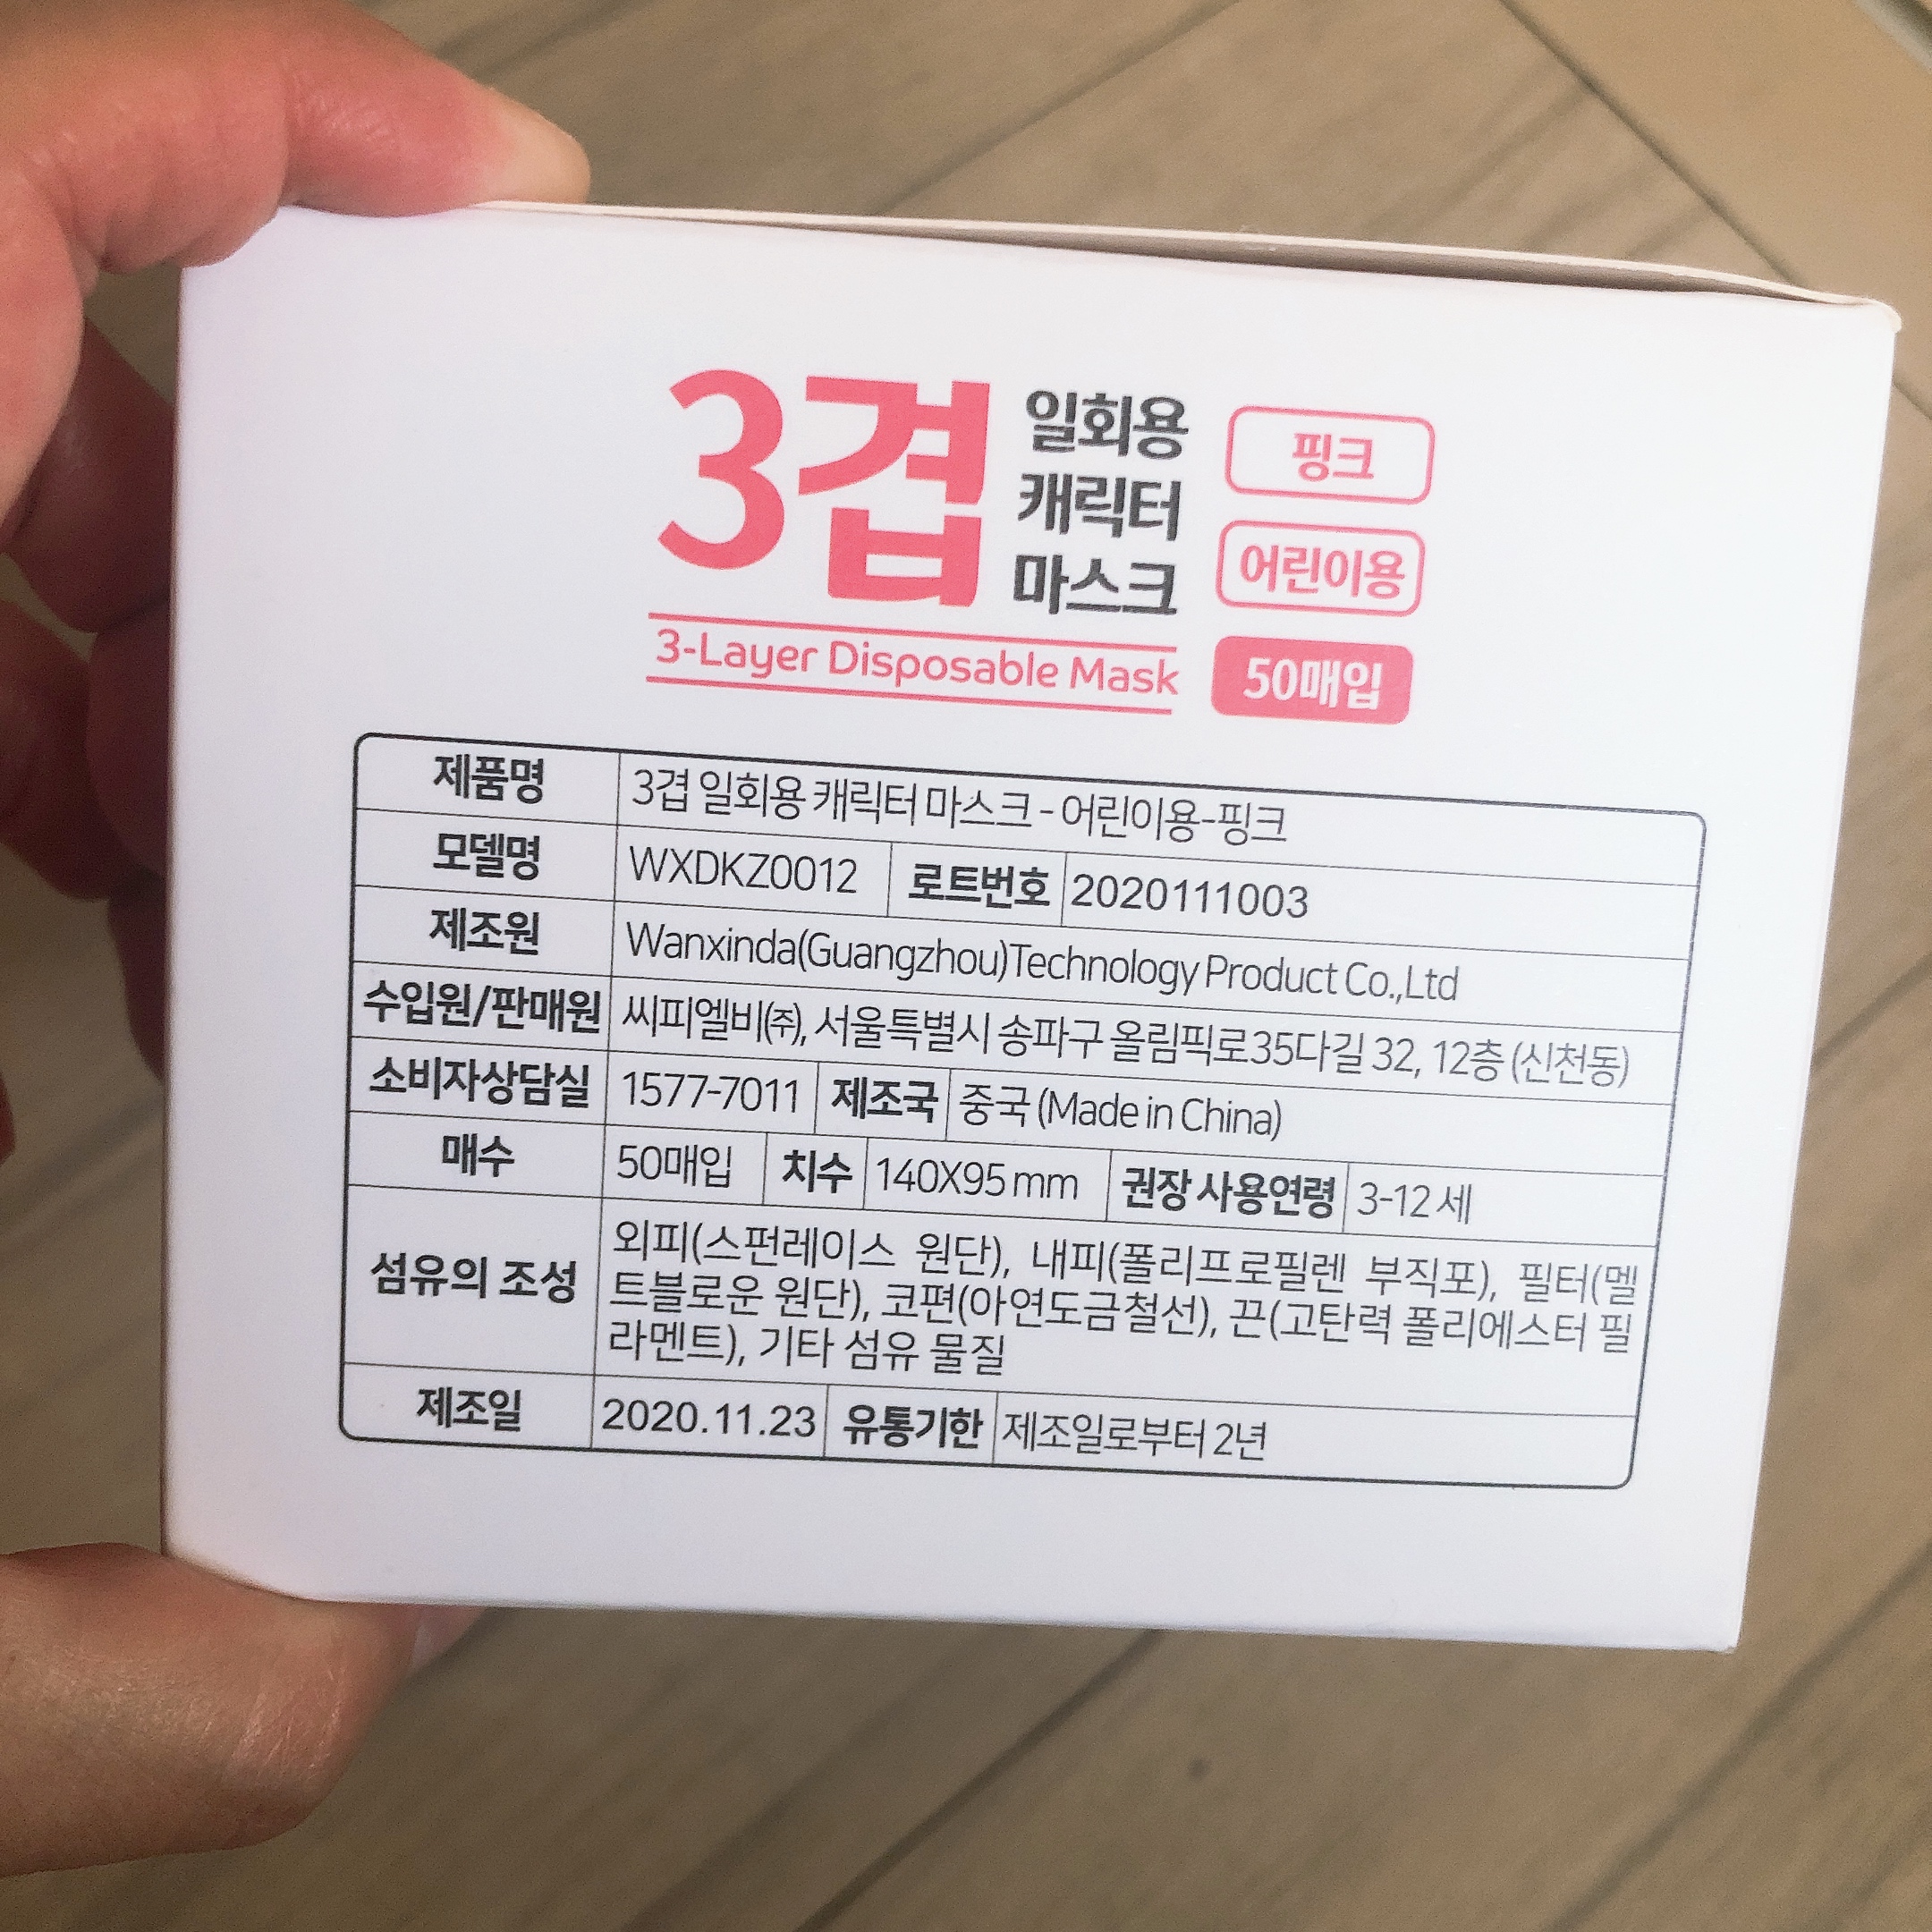 3겹
일회용
캐릭터
마스크
핑크
어린이용
3-Layer Disposable Mask
50매입
제품명 3겹 일회용 캐릭터 마스크 - 어린이용-핑크
모델명 WXDKZ0012 로트번호 2020111003
제조원 Wanxinda(Guangzhou)Technology Product Co.,Ltd
수입원/판매원 씨피엘비㈜, 서울특별시 송파구 올림픽로35다길 32, 12층 (신천동)
소비자상담실 1577-7011 제조국 중국 (Made in China)
매수 50매입 치수 140X95 mm 권장 사용연령 3-12 세
섬유의 조성 외피(스펀레이스 원단), 내피(폴리프로필렌 부직포), 필터(멜
트블로운 원단), 코편(아연도금철선), 끈(고탄력 폴리에스터 필
라멘트), 기타 섬유 물질
제조일 2020.11.23 유통기한 제조일로부터 2년